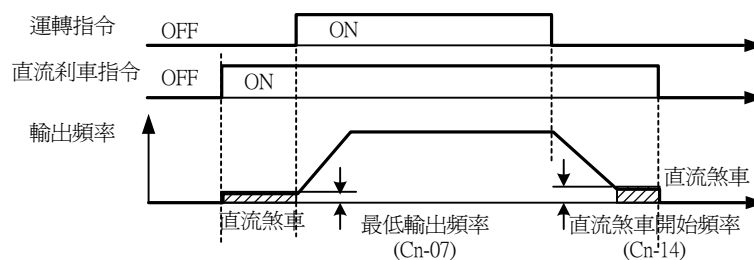 運轉指令 OFF ON
直流刹車指令 OFF ON
輸出頻率
直流煞車
直流煞車 最低輸出頻率 直流煞車開始頻率
(Cn-07) (Cn-14)